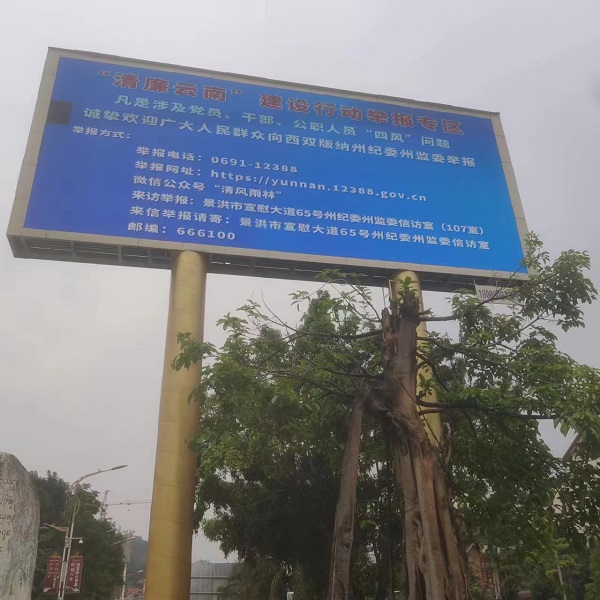 “清廉云南”建设行动举报专区
凡是涉及党员、干部、公职人员“四风”问题
诚挚欢迎广大人民群众向西双版纳州纪委州监委举报
举报方式：
举报电话：0691-12388
举报网址：https://yunnan.12388.gov.cn
微信公众号“清风雨林”
来访举报：景洪市宣慰大道65号州纪委州监委信访室（107室）
来信举报请寄：景洪市宣慰大道65号州纪委州监委信访室
邮编：666100